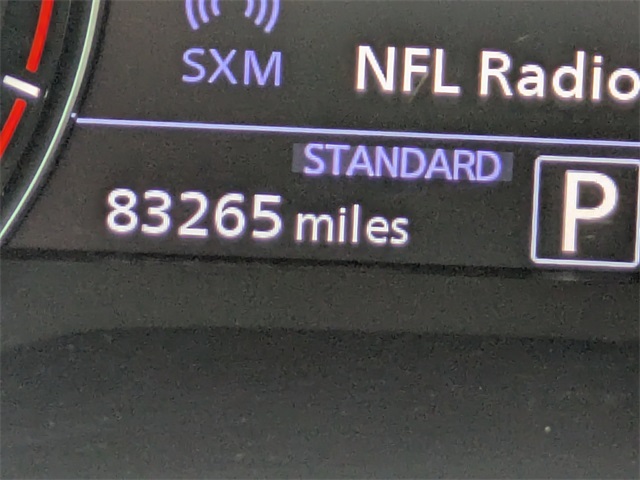 SXM NFL Radio
STANDARD
83265 miles P